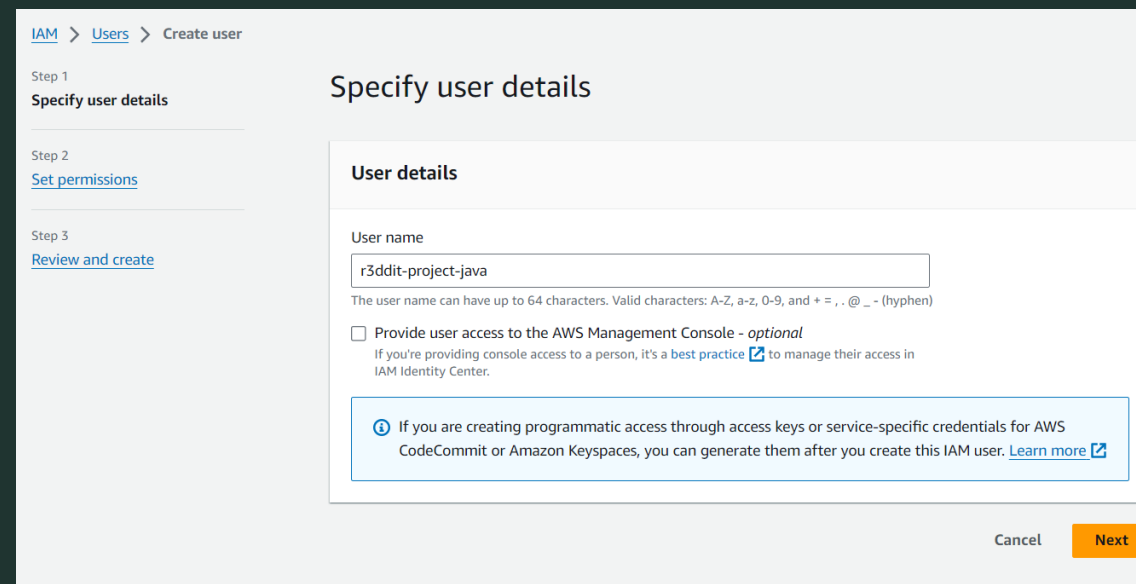 IAM > Users > Create user
Step 1
Specify user details
Step 2
Set permissions
Step 3
Review and create
Specify user details
User details
User name
r3ddit-project-java
The user name can have up to 64 characters. Valid characters: A-Z, a-z, 0-9, and + = , . @ _ - (hyphen)
Provide user access to the AWS Management Console - optional
If you're providing console access to a person, it's a best practice to manage their access in
IAM Identity Center.
If you are creating programmatic access through access keys or service-specific credentials for AWS
CodeCommit or Amazon Keyspaces, you can generate them after you create this IAM user. Learn more
Cancel
Next